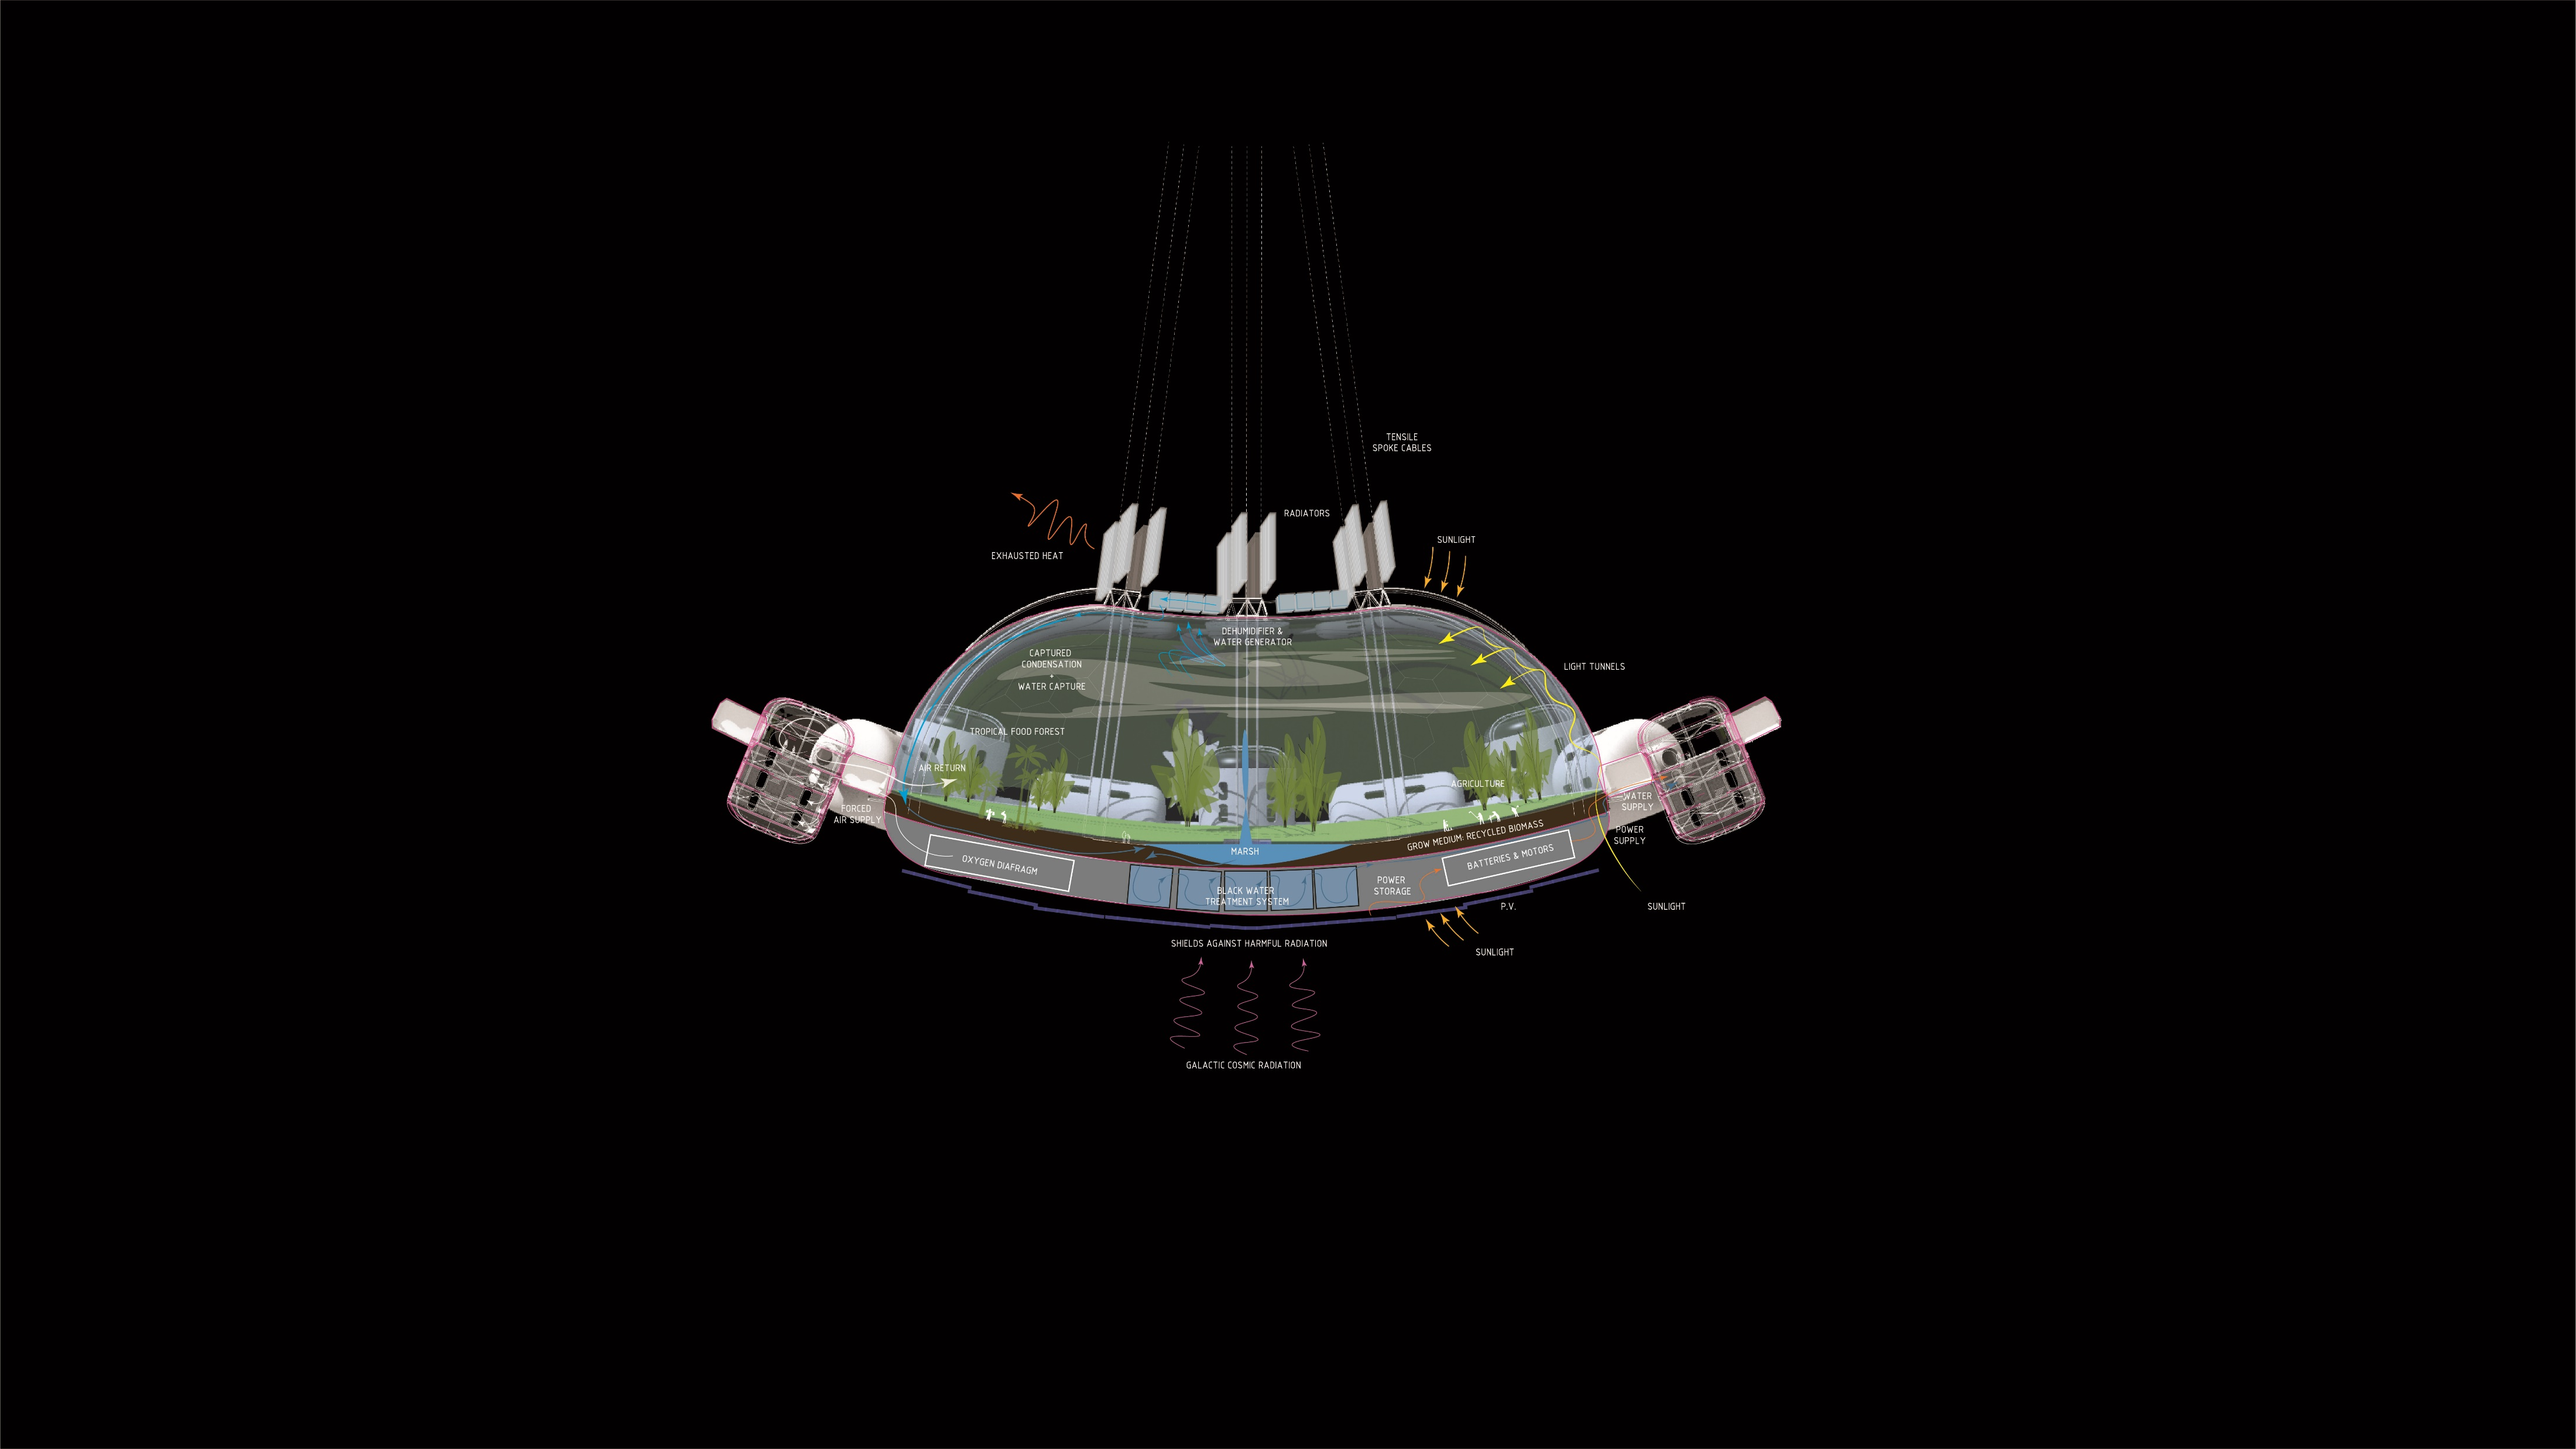 TENSILE
SPOKE CABLES
RADIATORS
EXHAUSTED HEAT
SUNLIGHT
DEHUMIDIFIER &
WATER GENERATOR
CAPTURED
CONDENSATION
+
WATER CAPTURE
LIGHT TUNNELS
TROPICAL FOOD FOREST
AIR RETURN
AGRICULTURE
FORCED
AIR SUPPLY
WATER
SUPPLY
POWER
SUPPLY
GROW MEDIUM: RECYCLED BIOMASS
MARSH
OXYGEN DIAFRAGM
BATTERIES & MOTORS
POWER
STORAGE
BLACK WATER
TREATMENT SYSTEM
P.V.
SUNLIGHT
SHIELDS AGAINST HARMFUL RADIATION
SUNLIGHT
GALACTIC COSMIC RADIATION